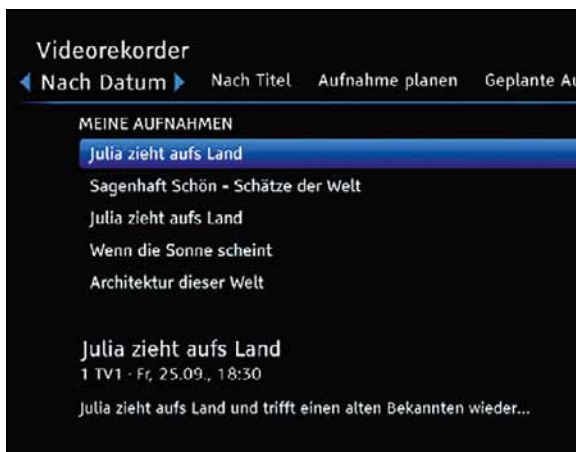 Videorekorder
Nach Datum Nach Titel Aufnahme planen Geplante Au
MEINE AUFNAHMEN
Julia zieht aufs Land
Sagenhaft Schön - Schätze der Welt
Julia zieht aufs Land
Wenn die Sonne scheint
Architektur dieser Welt
Julia zieht aufs Land
1 TV1 · Fr, 25.09., 18:30
Julia zieht aufs Land und trifft einen alten Bekannten wieder...